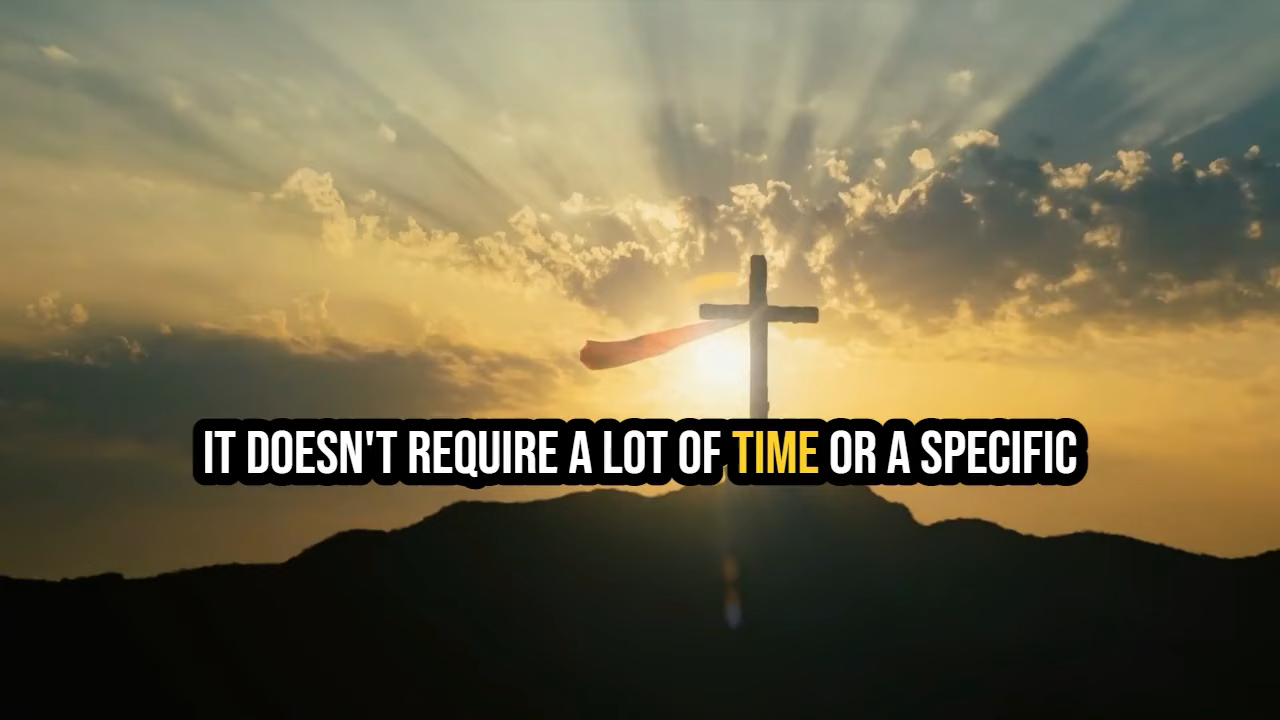 IT DOESN'T REQUIRE A LOT OF TIME OR A SPECIFIC